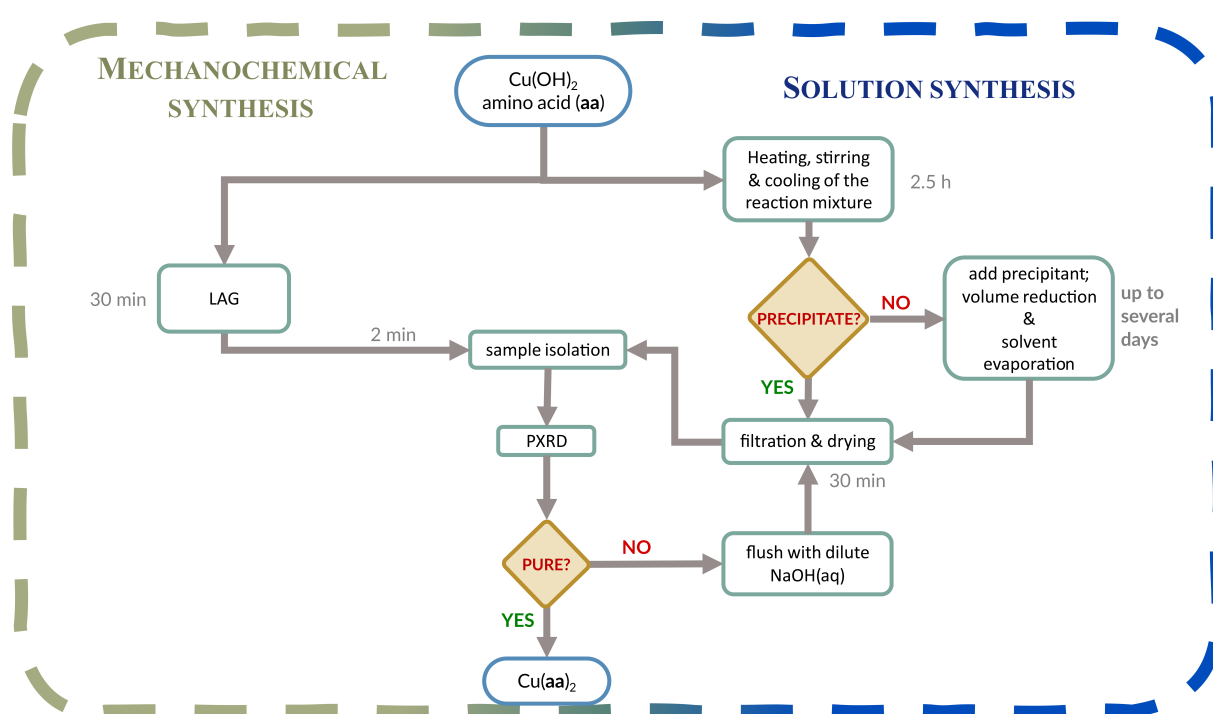 MECHANOCHEMICAL
SYNTHESIS
Cu(OH)₂
amino acid (aa)
SOLUTION SYNTHESIS
Heating, stirring
& cooling of the
reaction mixture
2.5 h
30 min
LAG
2 min
sample isolation
PRECIPITATE?
NO
add precipitant;
volume reduction
&
solvent
evaporation
up to
several
days
YES
PXRD
filtration & drying
30 min
PURE?
NO
flush with dilute
NaOH(aq)
YES
Cu(aa)₂